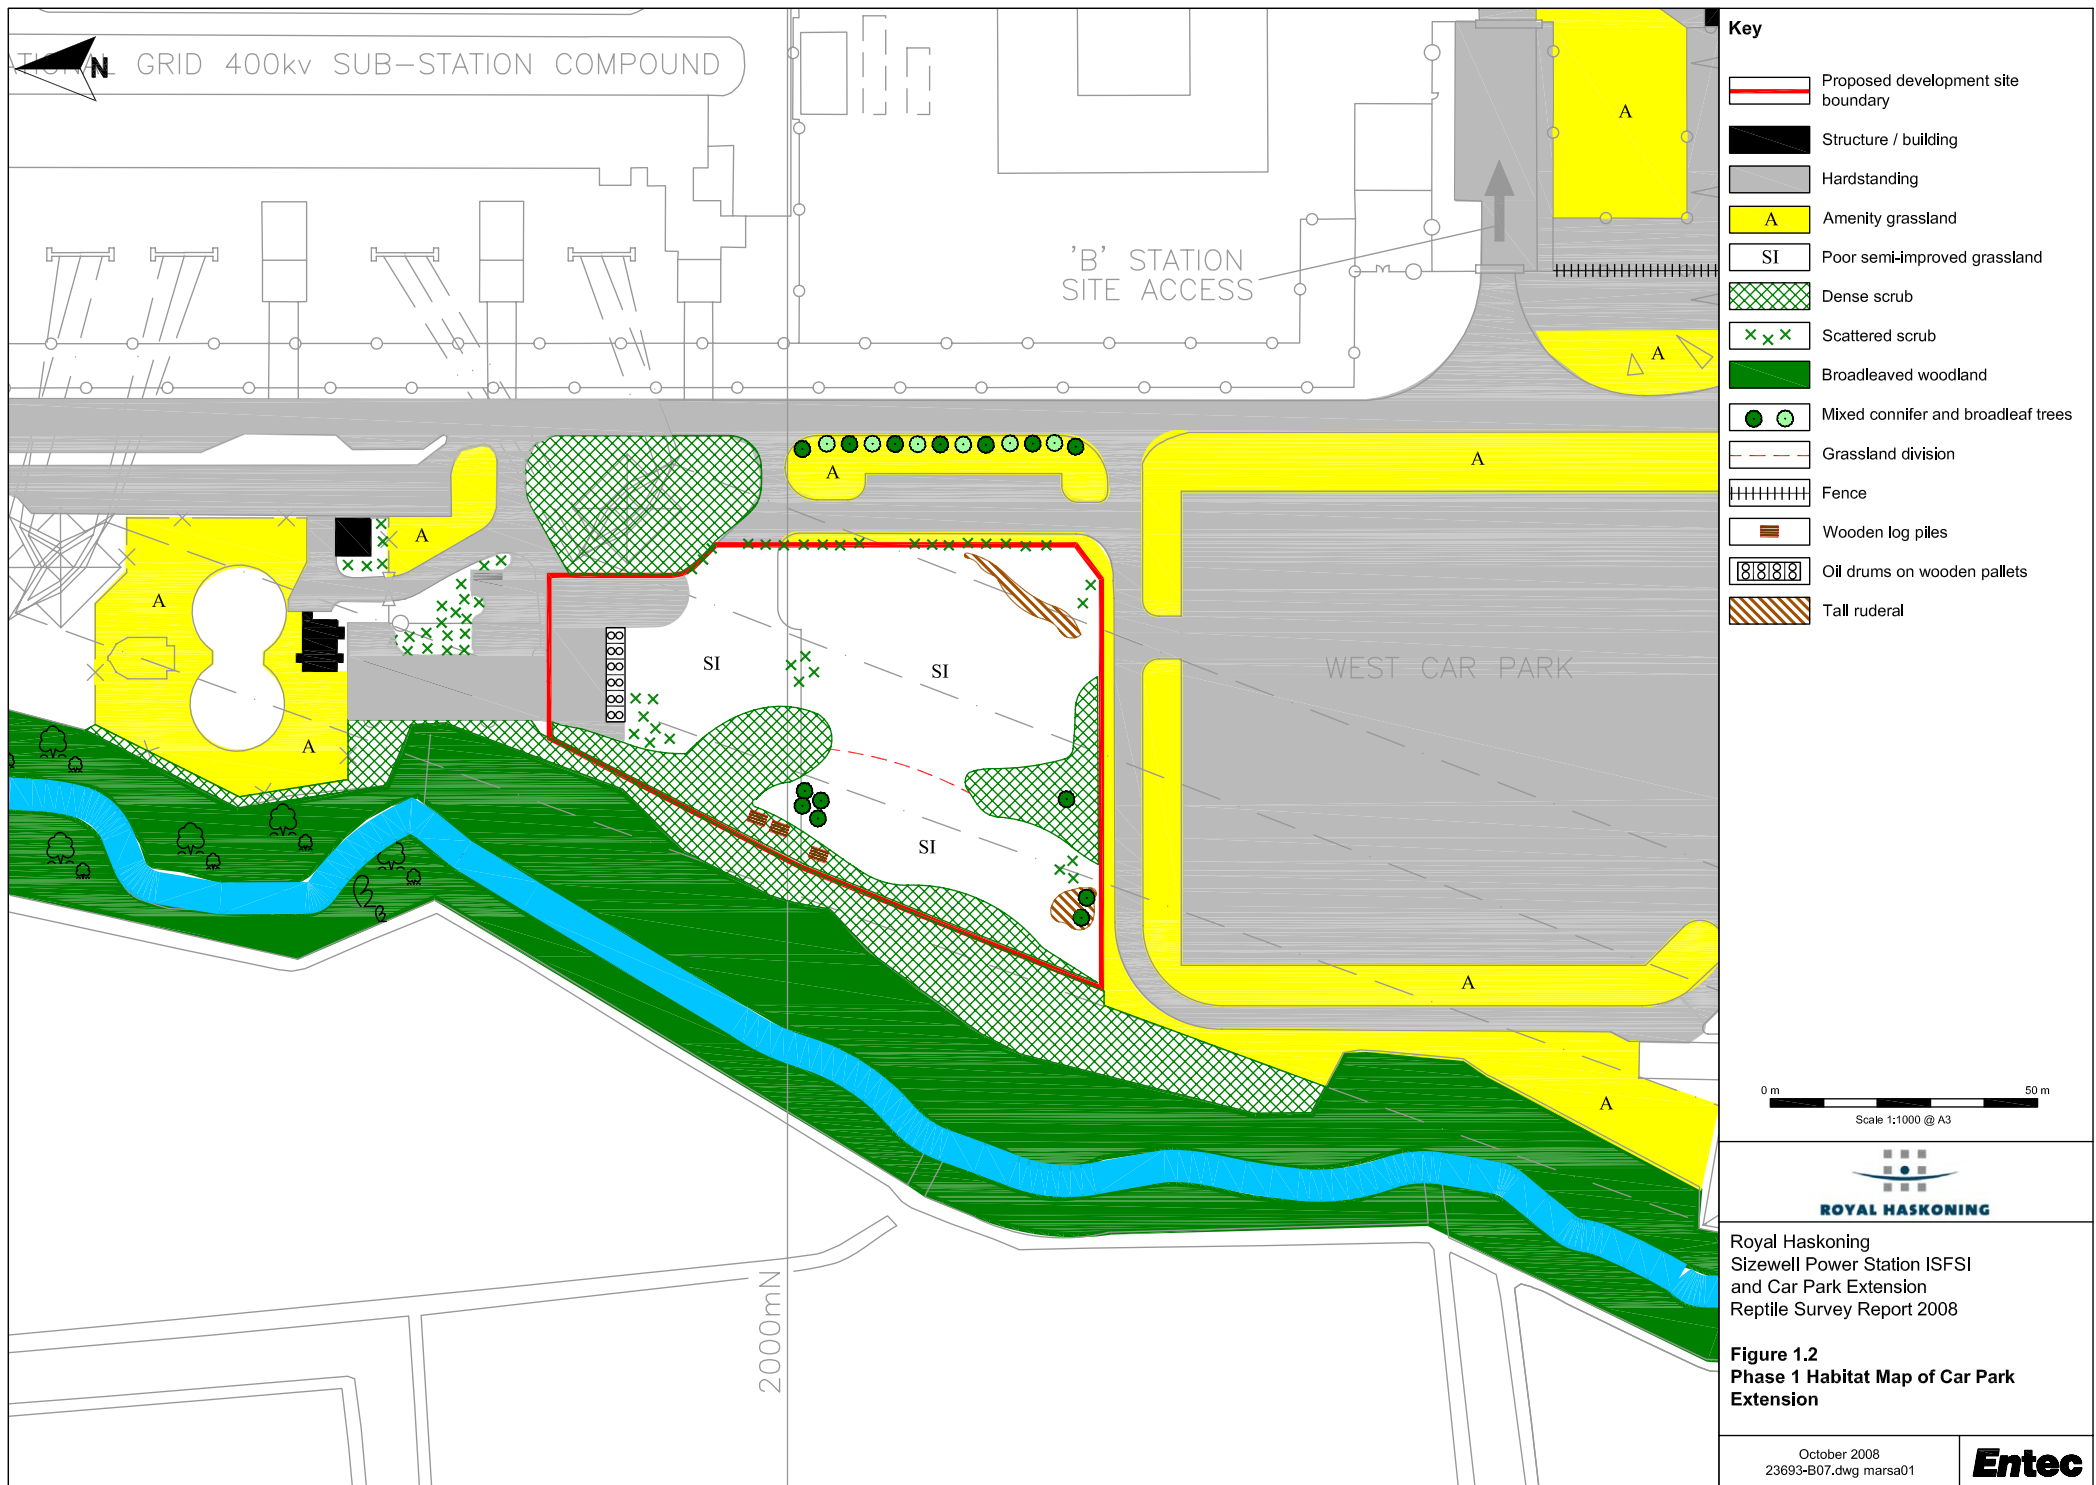 ATIONAL GRID 400kv SUB-STATION COMPOUND
N
'B' STATION
SITE ACCESS
A
A
A
A
A
A
A
SI
SI
WEST CAR PARK
A
SI
A
A
2000mN
Key
Proposed development site
boundary
Structure / building
Hardstanding
A
Amenity grassland
SI
Poor semi-improved grassland
Dense scrub
Scattered scrub
Broadleaved woodland
Mixed connifer and broadleaf trees
Grassland division
Fence
Wooden log piles
Oil drums on wooden pallets
Tall ruderal
0 m 50 m
Scale 1:1000 @ A3
ROYAL HASKONING
Royal Haskoning
Sizewell Power Station ISFSI
and Car Park Extension
Reptile Survey Report 2008
Figure 1.2
Phase 1 Habitat Map of Car Park
Extension
October 2008
23693-B07.dwg marsa01
Entec